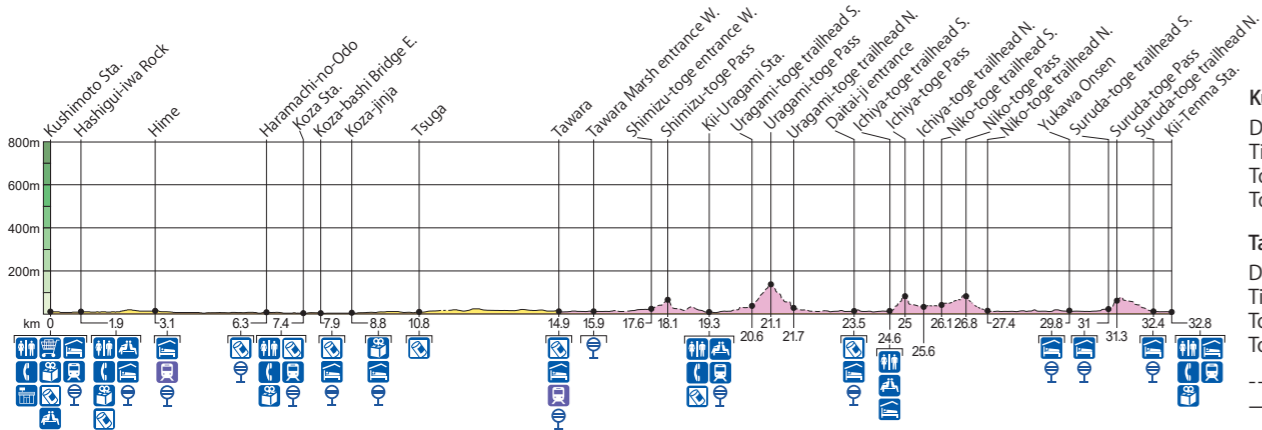 Kushimoto Sta.
Hashigui-iwa Rock
Hime
Haramachi-no-Odo
Koza Sta.
Koza-bashi Bridge E.
Koza-jinja
Tsuga
Tawara
Tawara Marsh entrance W.
Shimizu-toge entrance W.
Shimizu-toge Pass
Kii-Uragami Sta.
Uragami-toge trailhead S.
Uragami-toge Pass
Uragami-toge trailhead N.
Daitai-ji entrance
Ichiya-toge trailhead S.
Ichiya-toge Pass
Ichiya-toge trailhead N.
Niko-toge trailhead S.
Niko-toge Pass
Niko-toge trailhead N.
Yukawa Onsen
Suruda-toge trailhead S.
Suruda-toge Pass
Suruda-toge trailhead N.
Kii-Tenma Sta.
800m
600m
400m
200m
km 0 1.9 3.1 6.3 7.4 7.9 8.8 10.8 14.9 15.9 17.6 18.1 19.3 20.6 21.1 21.7 23.5 24.6 25 25.6 26.1 26.8 27.4 29.8 31 31.3 32.4 32.8